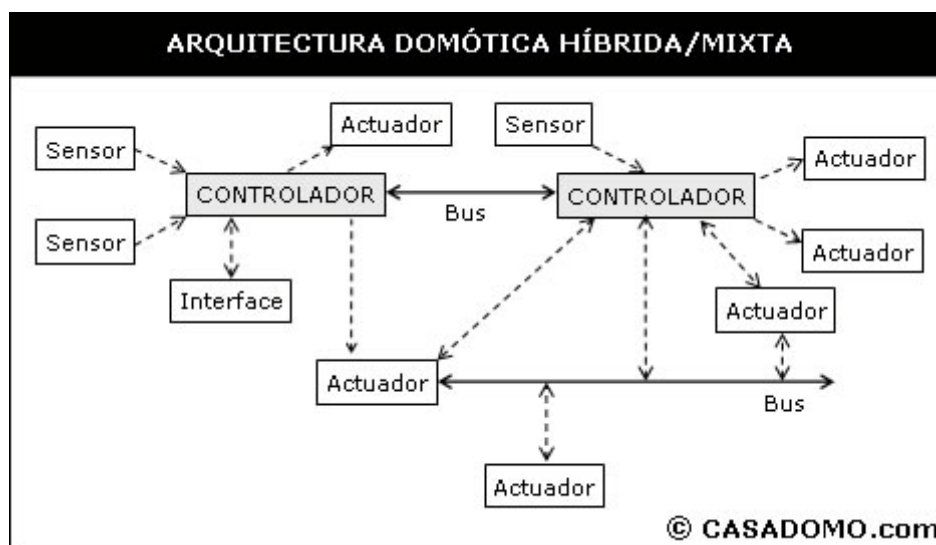 ARQUITECTURA DOMÓTICA HÍBRIDA/MIXTA
Actuador
Sensor
Sensor
Actuador
CONTROLADOR
Bus
CONTROLADOR
Sensor
Actuador
Interface
Actuador
Actuador
Bus
Actuador
© CASADOMO.com